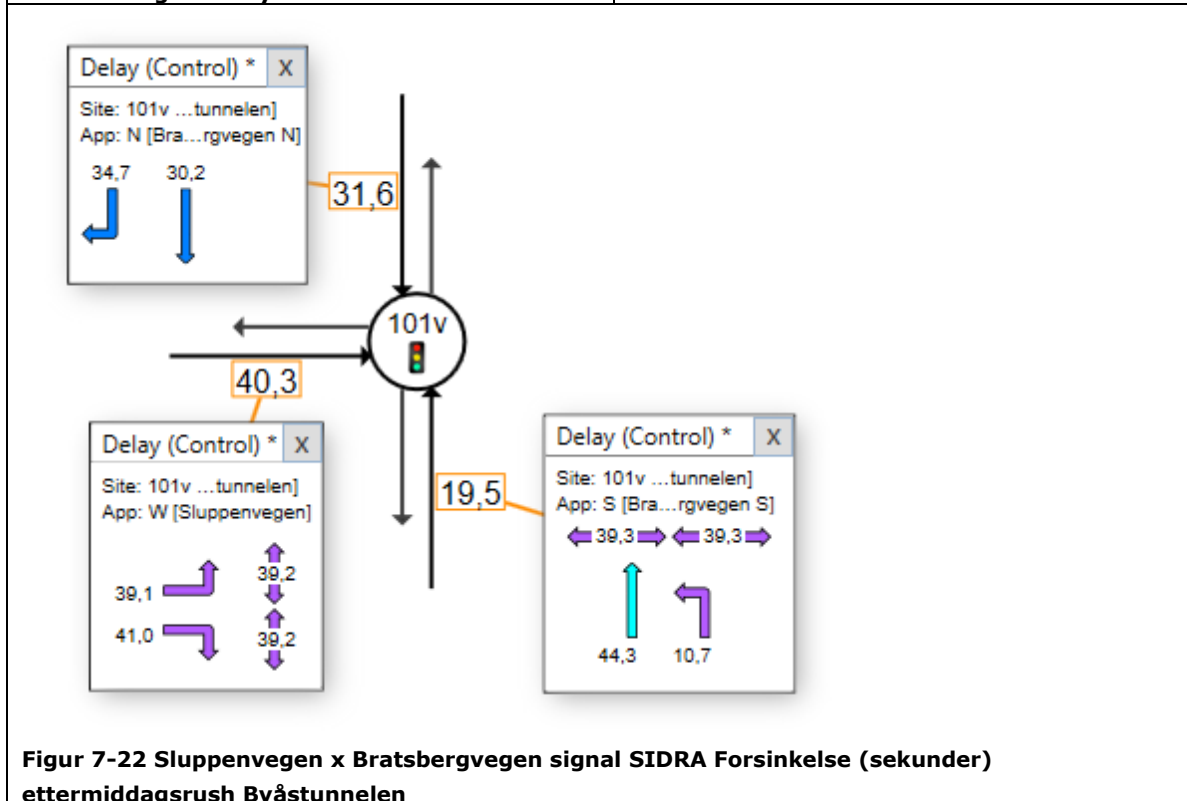 Delay (Control) * X
Site: 101v ...tunnelen]
App: N [Bra...rgvegen N]
34,7 30,2
31,6
101v
40,3
Delay (Control) * X
Site: 101v ...tunnelen]
App: W [Sluppenvegen]
39,1 39,2
41,0 39,2
19,5
Delay (Control) * X
Site: 101v ...tunnelen]
App: S [Bra...rgvegen S]
39,3 39,3
44,3 10,7
Figur 7-22 Sluppenvegen x Bratsbergvegen signal SIDRA Forsinkelse (sekunder)
ettermiddagsrush Byåstunnelen